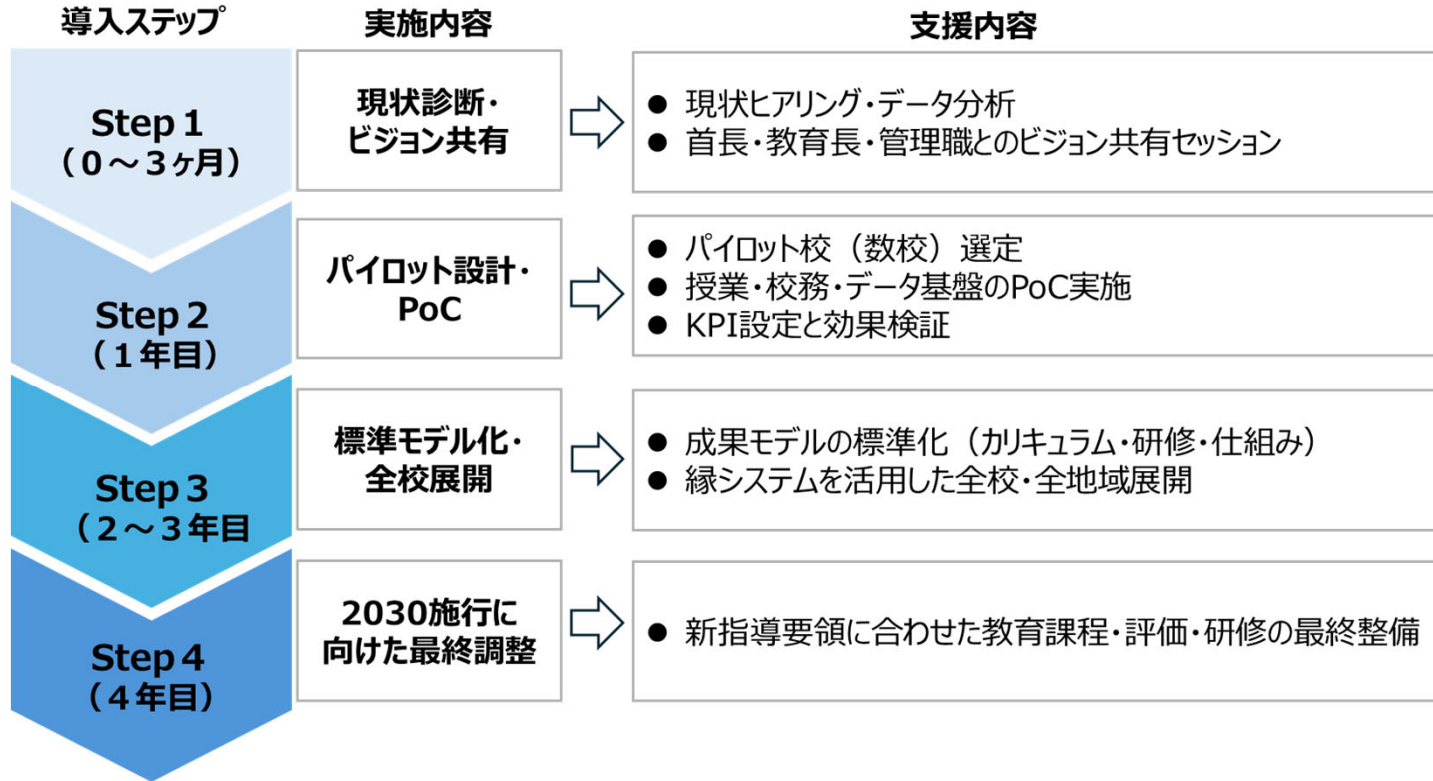 導入ステップ
実施内容
支援内容
Step 1
（０～３ヶ月）
現状診断・
ビジョン共有
● 現状ヒアリング・データ分析
● 首長・教育長・管理職とのビジョン共有セッション
Step 2
（１年目）
パイロット設計・
PoC
● パイロット校（数校）選定
● 授業・校務・データ基盤のPoC実施
● KPI設定と効果検証
Step 3
（２～３年目
標準モデル化・
全校展開
● 成果モデルの標準化（カリキュラム・研修・仕組み）
● 縁システムを活用した全校・全地域展開
Step 4
（４年目）
2030施行に
向けた最終調整
● 新指導要領に合わせた教育課程・評価・研修の最終整備